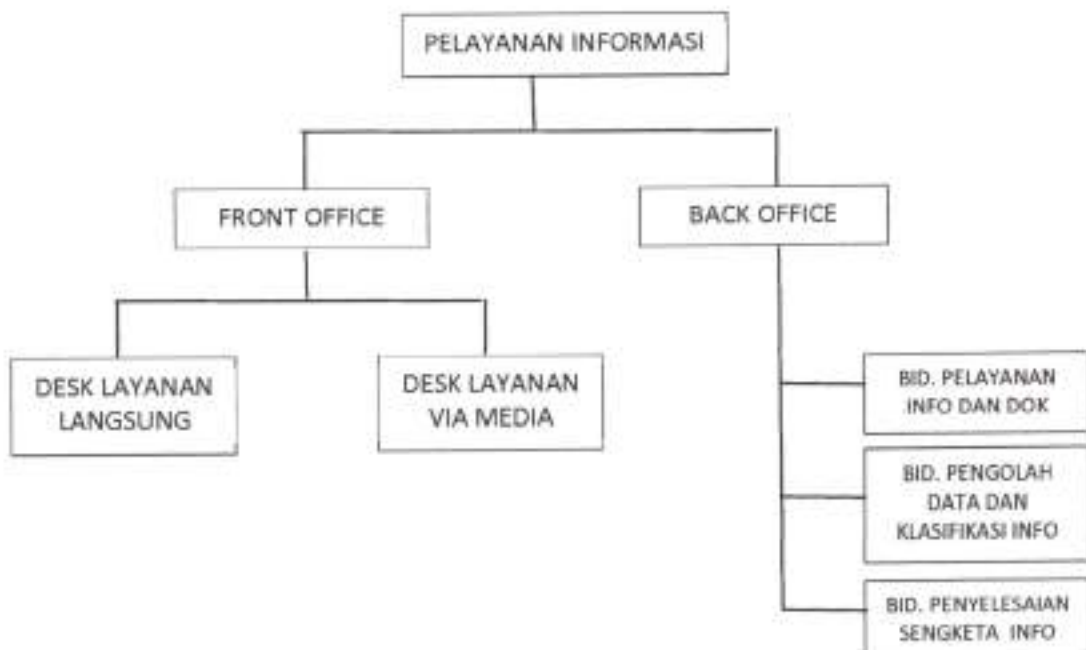 PELAYANAN INFORMASI
FRONT OFFICE
BACK OFFICE
DESK LAYANAN
LANGSUNG
DESK LAYANAN
VIA MEDIA
BID. PELAYANAN
INFO DAN DOK
BID. PENGOLAH
DATA DAN
KLASIFIKASI INFO
BID. PENYELESAIAN
SENGKETA INFO